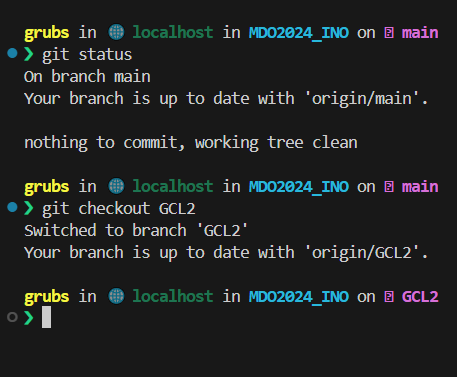 grubs in 🌐 localhost in MDO2024_INO on main
❯ git status
On branch main
Your branch is up to date with 'origin/main'.
nothing to commit, working tree clean
grubs in 🌐 localhost in MDO2024_INO on main
❯ git checkout GCL2
Switched to branch 'GCL2'
Your branch is up to date with 'origin/GCL2'.
grubs in 🌐 localhost in MDO2024_INO on GCL2
❯